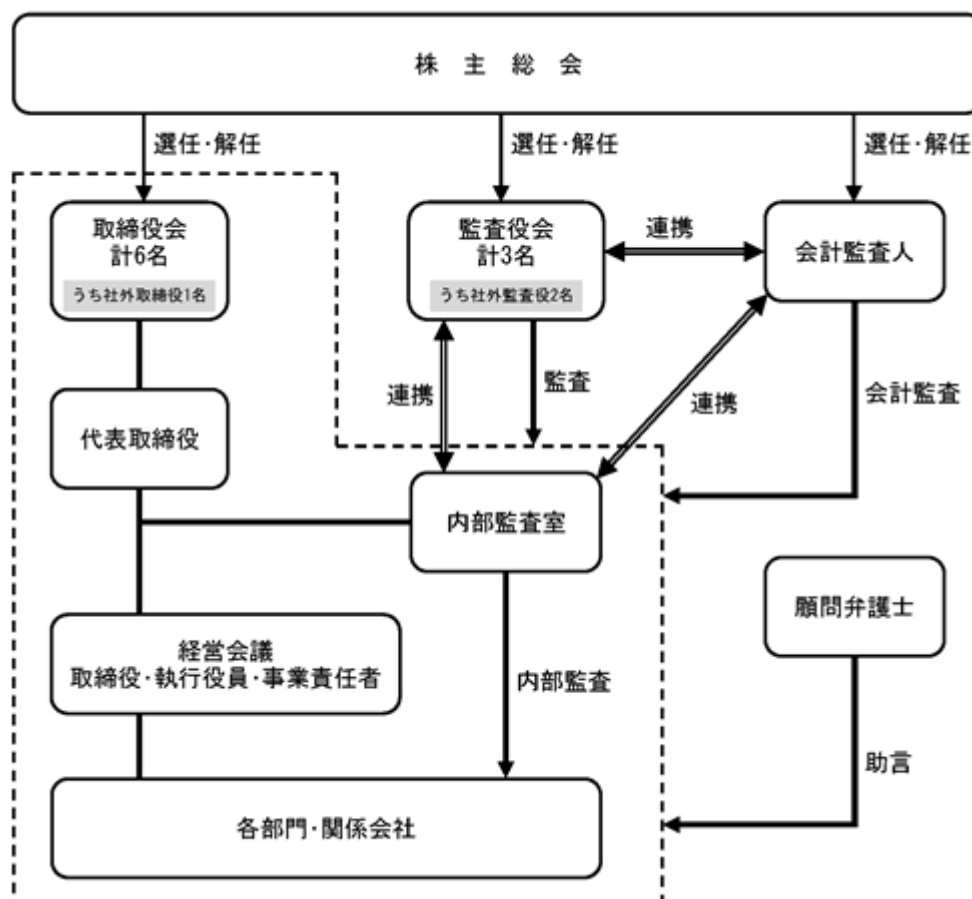 株 主 総 会
選任・解任
選任・解任
選任・解任
取締役会
計6名
うち社外取締役1名
監査役会
計3名
うち社外監査役2名
連携
会計監査人
連携
監査
連携
会計監査
代表取締役
内部監査室
顧問弁護士
経営会議
取締役・執行役員・事業責任者
内部監査
助言
各部門・関係会社